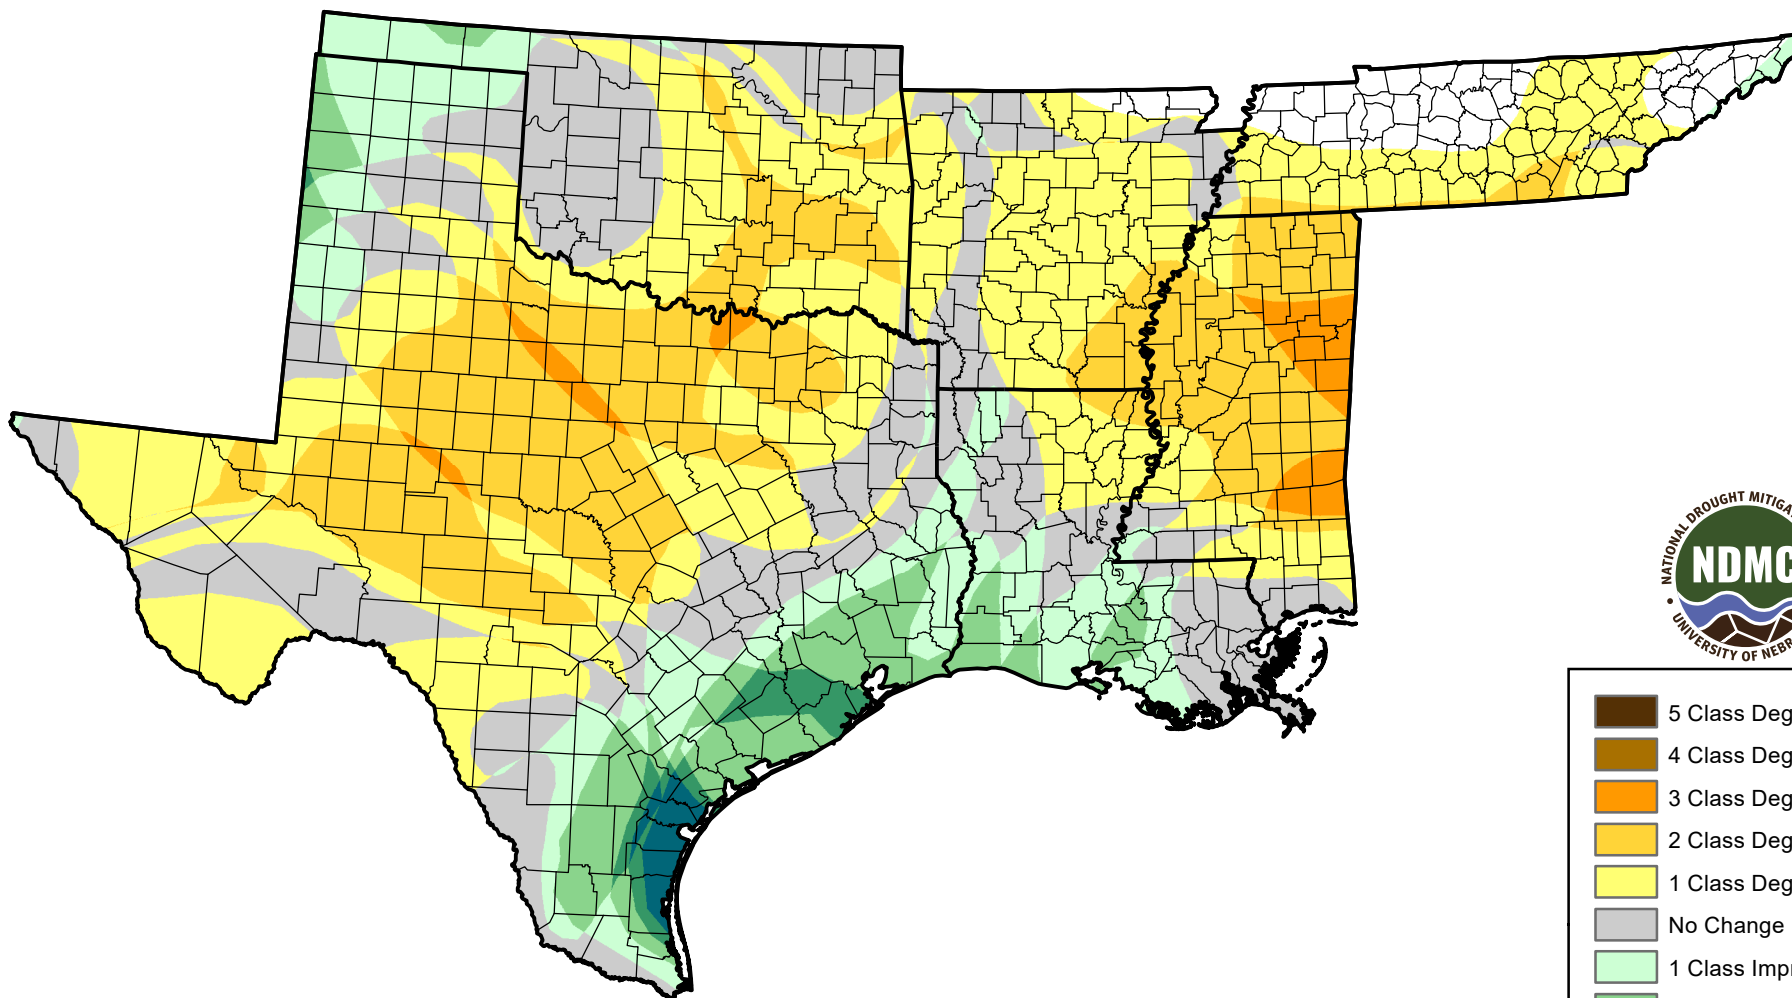 NATIONAL DROUGHT MITIGA
NDMC
UNIVERSITY OF NEBR
5 Class Deg
4 Class Deg
3 Class Deg
2 Class Deg
1 Class Deg
No Change
1 Class Impr